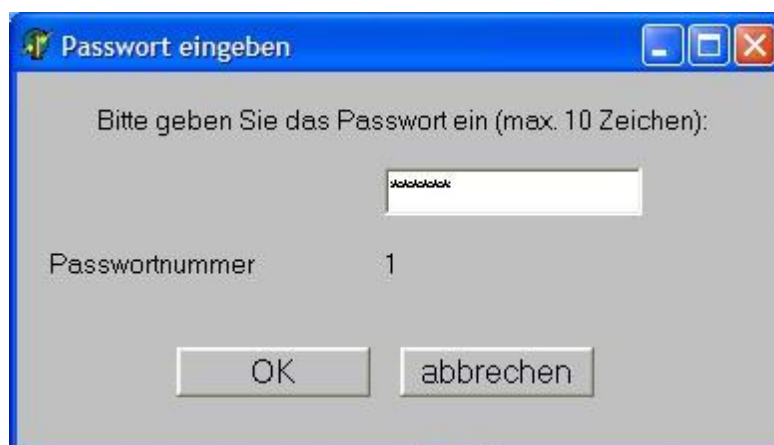 Passwort eingeben
Bitte geben Sie das Passwort ein (max. 10 Zeichen):
*******
Passwortnummer 1
OK abbrechen